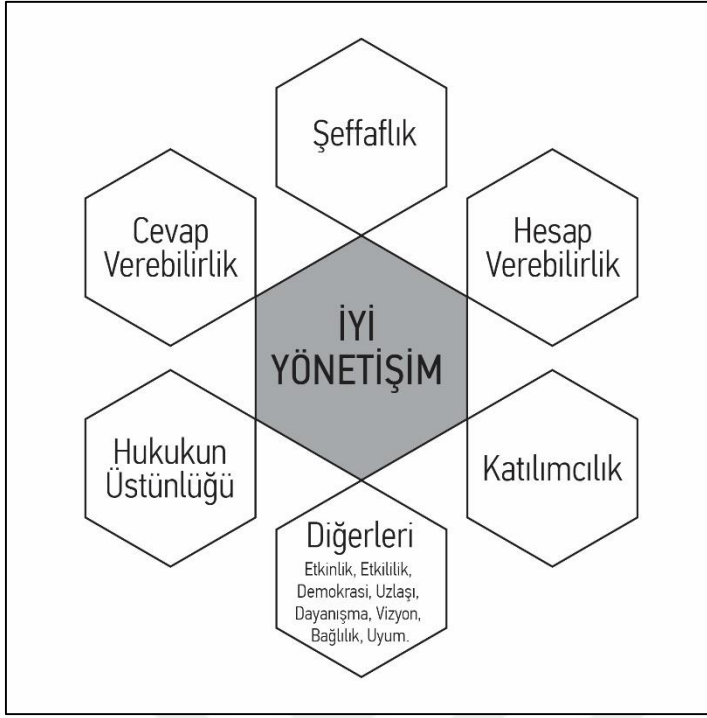 Şeffaflık
Cevap
Verebilirlik
Hesap
Verebilirlik
İYİ
YÖNETİŞİM
Hukukun
Üstünlüğü
Katılımcılık
Diğerleri
Etkinlik, Etkililik,
Demokrasi, Uzlaşı,
Dayanışma, Vizyon,
Bağlılık, Uyum.